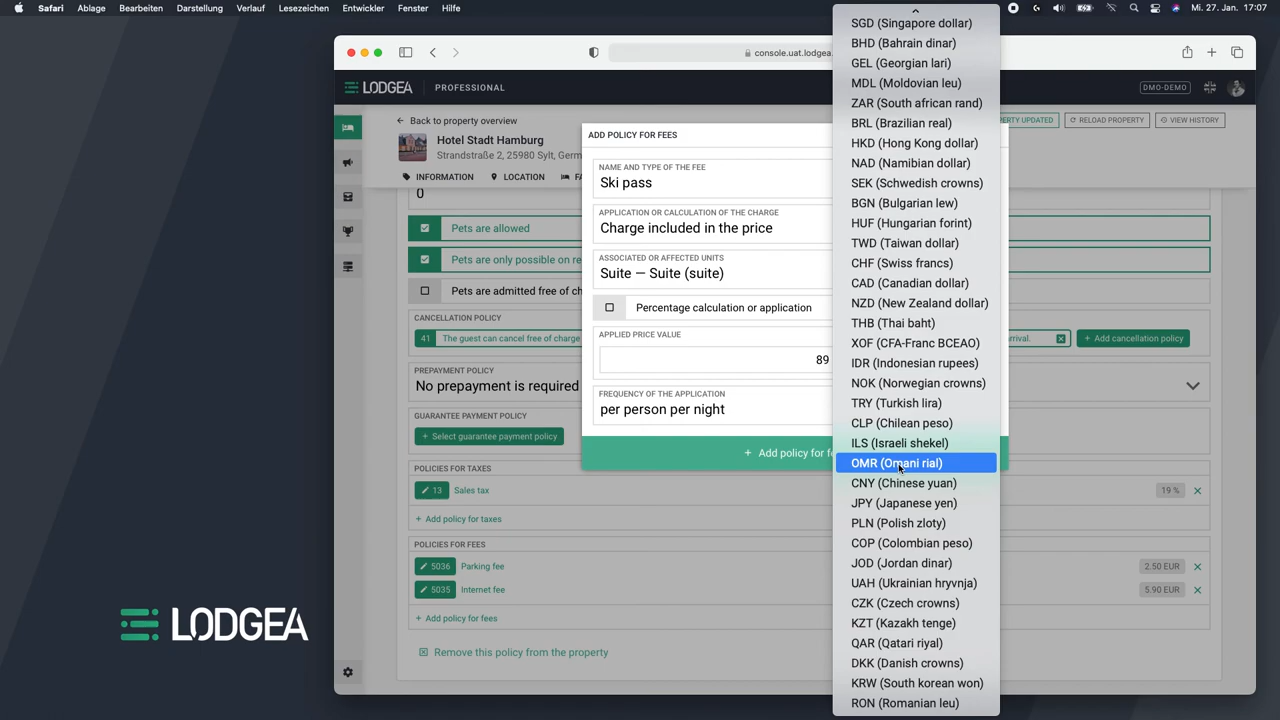 Safari Ablage Bearbeiten Darstellung Verlauf Lesezeichen Entwickler Fenster Hilfe
Mi. 27. Jan. 17:07
console.uat.lodgea.
LODGEA PROFESSIONAL
DMO-DEMO
Back to property overview
Hotel Stadt Hamburg
Strandstraße 2, 25980 Sylt, Germ
PERTY UPDATED
RELOAD PROPERTY
VIEW HISTORY
INFORMATION
LOCATION
FA
0
Pets are allowed
Pets are only possible on re
Pets are admitted free of ch
CANCELLATION POLICY
41 The guest can cancel free of charge
rrival.
+ Add cancellation policy
PREPAYMENT POLICY
No prepayment is required
GUARANTEE PAYMENT POLICY
+ Select guarantee payment policy
POLICIES FOR TAXES
13 Sales tax 19 %
+ Add policy for taxes
POLICIES FOR FEES
5036 Parking fee 2.50 EUR
5035 Internet fee 5.90 EUR
+ Add policy for fees
Remove this policy from the property
ADD POLICY FOR FEES
NAME AND TYPE OF THE FEE
Ski pass
APPLICATION OR CALCULATION OF THE CHARGE
Charge included in the price
ASSOCIATED OR AFFECTED UNITS
Suite — Suite (suite)
Percentage calculation or application
APPLIED PRICE VALUE
89
FREQUENCY OF THE APPLICATION
per person per night
+ Add policy for fe
SGD (Singapore dollar)
BHD (Bahrain dinar)
GEL (Georgian lari)
MDL (Moldovian leu)
ZAR (South african rand)
BRL (Brazilian real)
HKD (Hong Kong dollar)
NAD (Namibian dollar)
SEK (Schwedish crowns)
BGN (Bulgarian lew)
HUF (Hungarian forint)
TWD (Taiwan dollar)
CHF (Swiss francs)
CAD (Canadian dollar)
NZD (New Zealand dollar)
THB (Thai baht)
XOF (CFA-Franc BCEAO)
IDR (Indonesian rupees)
NOK (Norwegian crowns)
TRY (Turkish lira)
CLP (Chilean peso)
ILS (Israeli shekel)
OMR (Omani rial)
CNY (Chinese yuan)
JPY (Japanese yen)
PLN (Polish zloty)
COP (Colombian peso)
JOD (Jordan dinar)
UAH (Ukrainian hryvnja)
CZK (Czech crowns)
KZT (Kazakh tenge)
QAR (Qatari riyal)
DKK (Danish crowns)
KRW (South korean won)
RON (Romanian leu)
LODGEA